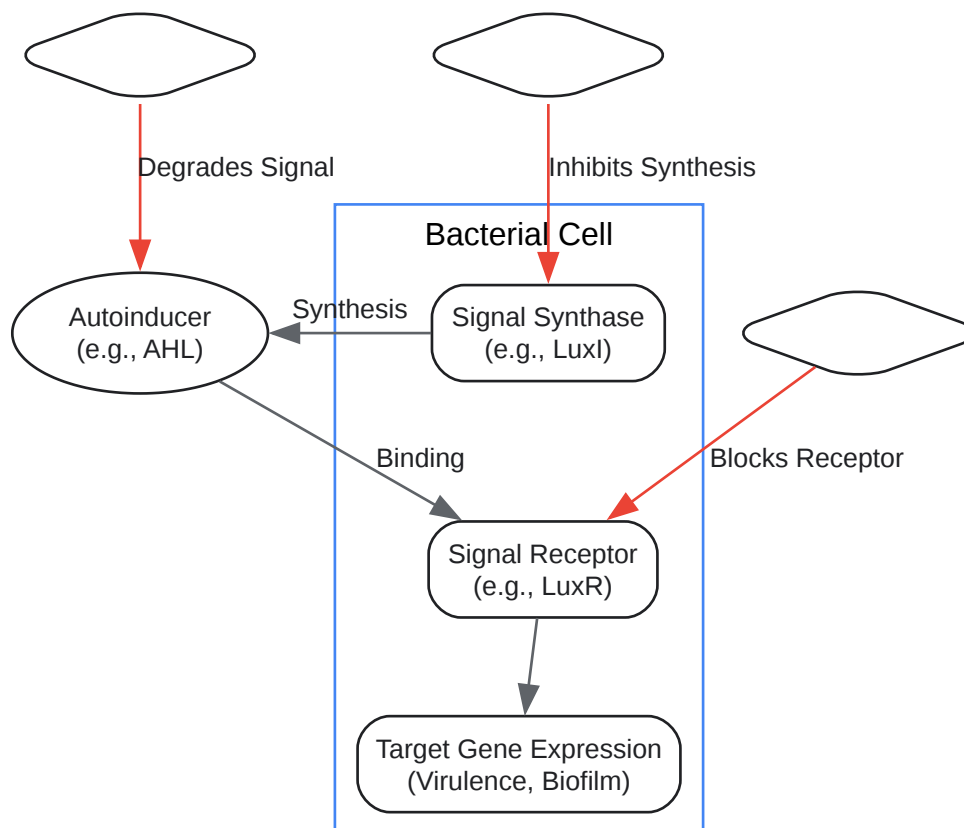 Degrades Signal
Inhibits Synthesis
Bacterial Cell
Autoinducer
(e.g., AHL)
Synthesis
Signal Synthase
(e.g., LuxI)
Binding
Blocks Receptor
Signal Receptor
(e.g., LuxR)
Target Gene Expression
(Virulence, Biofilm)